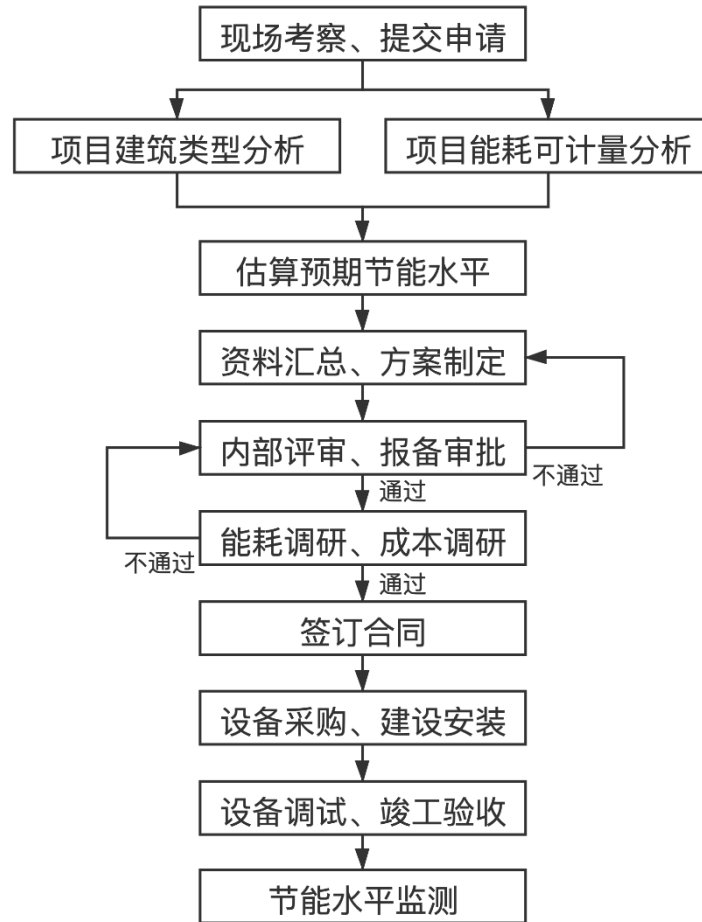 现场考察、提交申请
项目建筑类型分析
项目能耗可计量分析
估算预期节能水平
资料汇总、方案制定
内部评审、报备审批
不通过
通过
能耗调研、成本调研
不通过
通过
签订合同
设备采购、建设安装
设备调试、竣工验收
节能水平监测